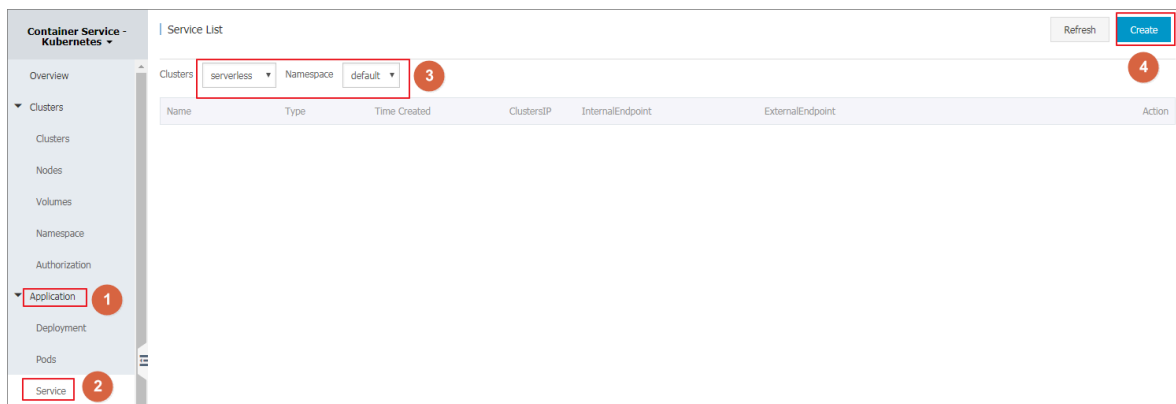 Container Service -
Kubernetes
Service List
Refresh
Create
4
Clusters serverless Namespace default 3
Name Type Time Created ClustersIP InternalEndpoint ExternalEndpoint Action
Overview
Clusters
Clusters
Nodes
Volumes
Namespace
Authorization
Application 1
Deployment
Pods
Service 2